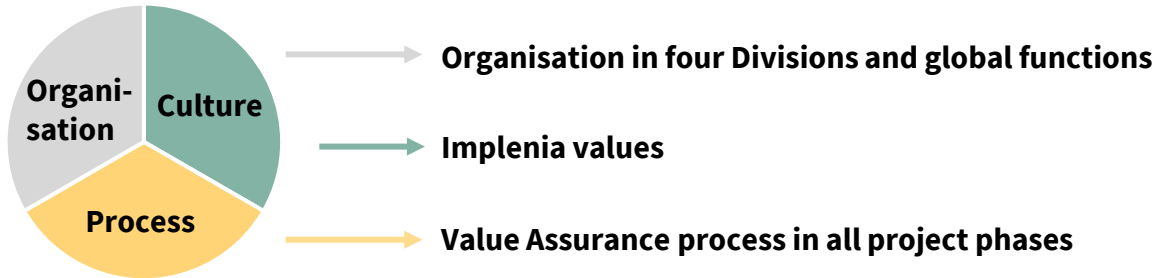 Organi-
sation
Culture
Process
Organisation in four Divisions and global functions
Implenia values
Value Assurance process in all project phases